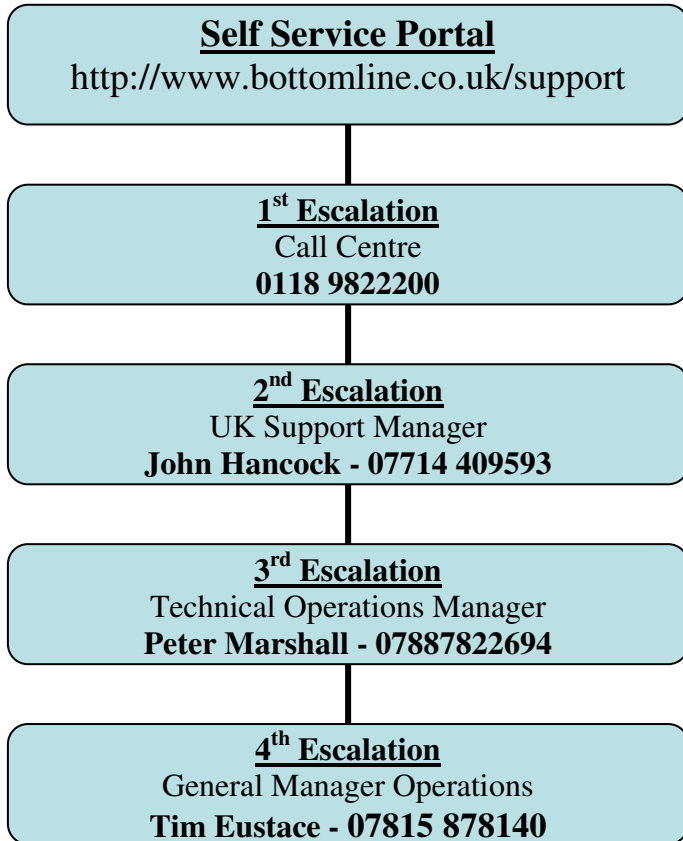 Self Service Portal
http://www.bottomline.co.uk/support
1st Escalation
Call Centre
0118 9822200
2nd Escalation
UK Support Manager
John Hancock - 07714 409593
3rd Escalation
Technical Operations Manager
Peter Marshall - 07887822694
4th Escalation
General Manager Operations
Tim Eustace - 07815 878140